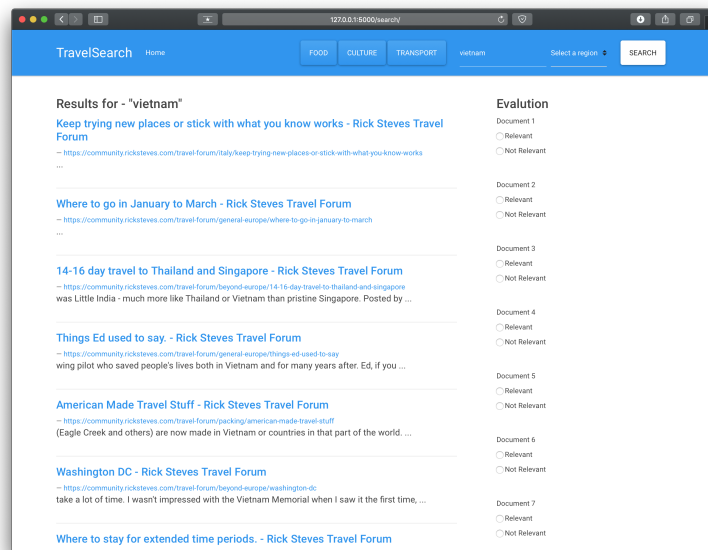 127.0.0.1:5000/search/
TravelSearch Home FOOD CULTURE TRANSPORT vietnam Select a region SEARCH
Results for - "vietnam"
Keep trying new places or stick with what you know works - Rick Steves Travel
Forum
— https://community.ricksteves.com/travel-forum/italy/keep-trying-new-places-or-stick-with-what-you-know-works
...
Where to go in January to March - Rick Steves Travel Forum
— https://community.ricksteves.com/travel-forum/general-europe/where-to-go-in-january-to-march
...
14-16 day travel to Thailand and Singapore - Rick Steves Travel Forum
— https://community.ricksteves.com/travel-forum/beyond-europe/14-16-day-travel-to-thailand-and-singapore
was Little India - much more like Thailand or Vietnam than pristine Singapore. Posted by ...
Things Ed used to say. - Rick Steves Travel Forum
— https://community.ricksteves.com/travel-forum/general-europe/things-ed-used-to-say
wing pilot who saved people's lives both in Vietnam and for many years after. Ed, if you ...
American Made Travel Stuff - Rick Steves Travel Forum
— https://community.ricksteves.com/travel-forum/packing/american-made-travel-stuff
(Eagle Creek and others) are now made in Vietnam or countries in that part of the world. ...
Washington DC - Rick Steves Travel Forum
— https://community.ricksteves.com/travel-forum/beyond-europe/washington-dc
take a lot of time. I wasn't impressed with the Vietnam Memorial when I saw it the first time, ...
Where to stay for extended time periods. - Rick Steves Travel Forum
Evalution
Document 1
Relevant
Not Relevant
Document 2
Relevant
Not Relevant
Document 3
Relevant
Not Relevant
Document 4
Relevant
Not Relevant
Document 5
Relevant
Not Relevant
Document 6
Relevant
Not Relevant
Document 7
Relevant
Not Relevant